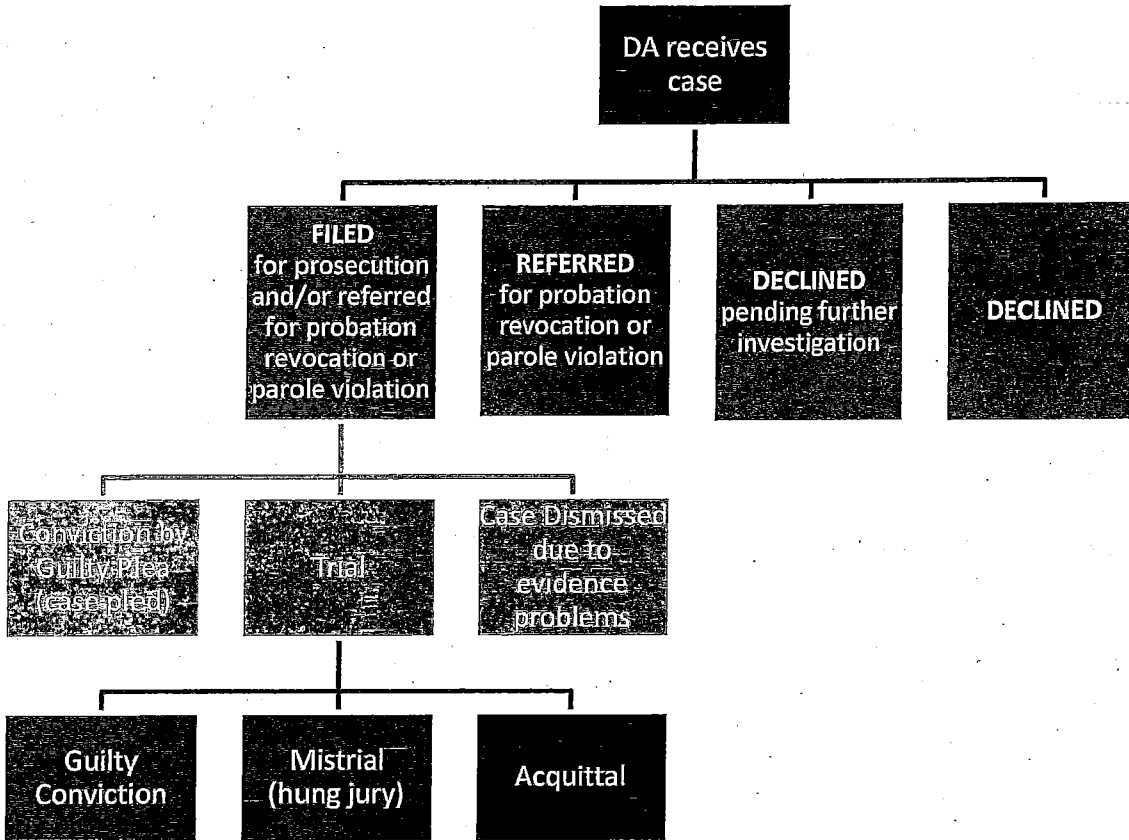 DA receives
case
FILED
for prosecution
and/or referred
for probation
revocation or
parole violation
REFERRED
for probation
revocation or
parole violation
DECLINED
pending further
investigation
DECLINED
Conviction by
Guilty Plea
(case pled)
Trial
Case Dismissed
due to
evidence
problems
Guilty
Conviction
Mistrial
(hung jury)
Acquittal